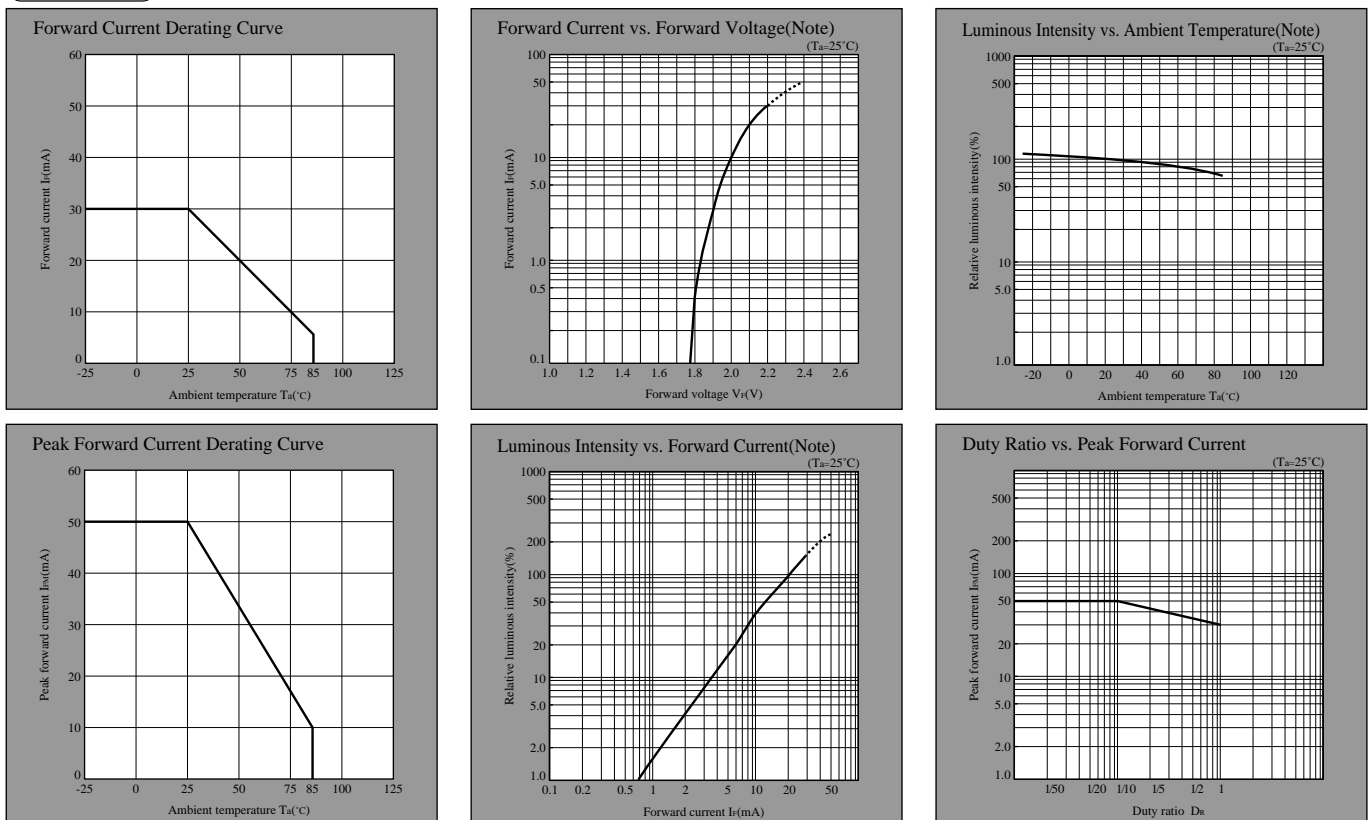 Forward Current Derating Curve
60
50
40
30
20
10
0
-25 0 25 50 75 85 100 125
Forward current IF(mA)
Ambient temperature Ta(˚C)
Forward Current vs. Forward Voltage(Note)
(Ta=25˚C)
100
50
10
5.0
1.0
0.5
0.1
1.0 1.2 1.4 1.6 1.8 2.0 2.2 2.4 2.6
Forward current IF(mA)
Forward voltage VF(V)
Luminous Intensity vs. Ambient Temperature(Note)
(Ta=25˚C)
1000
500
100
50
10
5.0
1.0
-20 0 20 40 60 80 100 120
Relative luminous intensity(%)
Ambient temperature Ta(˚C)
Peak Forward Current Derating Curve
60
50
40
30
20
10
0
-25 0 25 50 75 85 100 125
Peak forward current IFM(mA)
Ambient temperature Ta(˚C)
Luminous Intensity vs. Forward Current(Note)
(Ta=25˚C)
1000
500
200
100
50
20
10
5.0
2.0
1.0
0.1 0.2 0.5 1 2 5 10 20 50
Relative luminous intensity(%)
Forward current IF(mA)
Duty Ratio vs. Peak Forward Current
(Ta=25˚C)
500
200
100
50
20
10
5.0
2.0
1.0
1/50 1/20 1/10 1/5 1/2 1
Peak forward current IFM(mA)
Duty ratio DR